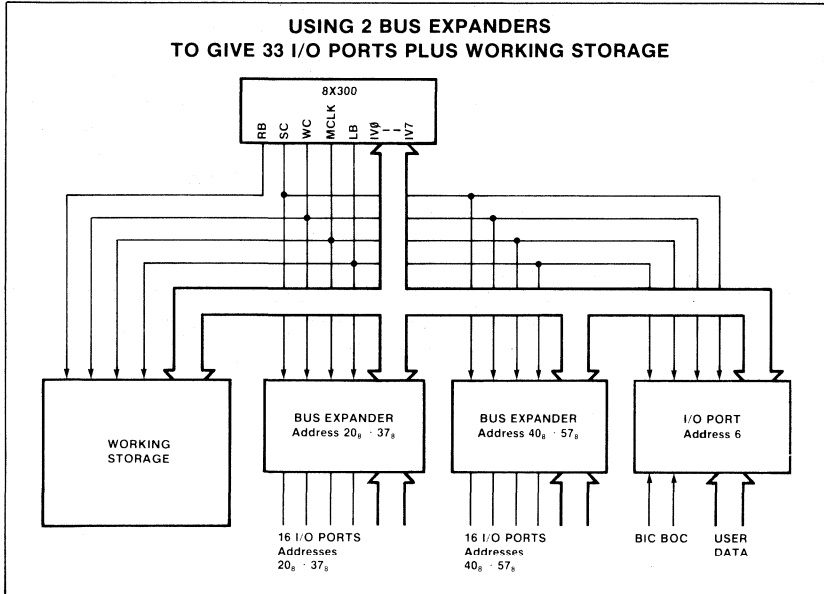 USING 2 BUS EXPANDERS
TO GIVE 33 I/O PORTS PLUS WORKING STORAGE
8X300
RB
SC
WC
MCLK
LB
IVØ
IV7
WORKING
STORAGE
BUS EXPANDER
Address 20₈ - 37₈
BUS EXPANDER
Address 40₈ - 57₈
I/O PORT
Address 6
16 I/O PORTS
Addresses
20₈ - 37₈
16 I/O PORTS
Addresses
40₈ - 57₈
BIC BOC
USER
DATA